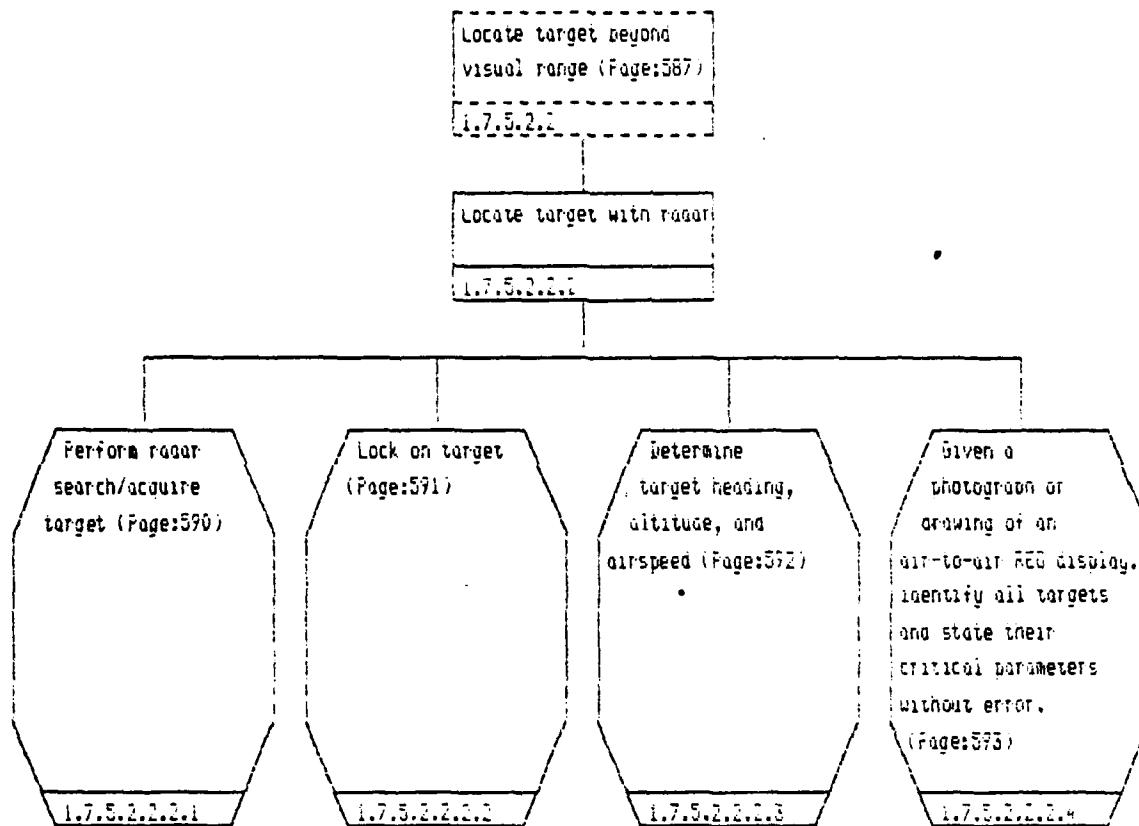 Locate target beyond
visual range (Page:587)
1.7.5.2.2
Locate target with radar
1.7.5.2.2.2
Perform radar
search/acquire
target (Page:590)
1.7.5.2.2.2.1
Lock on target
(Page:591)
1.7.5.2.2.2.2
Determine
target heading,
altitude, and
airspeed (Page:592)
1.7.5.2.2.2.3
Given a
photograph or
drawing of an
air-to-air REO display,
identify all targets
and state their
critical parameters
without error.
(Page:593)
1.7.5.2.2.2.4